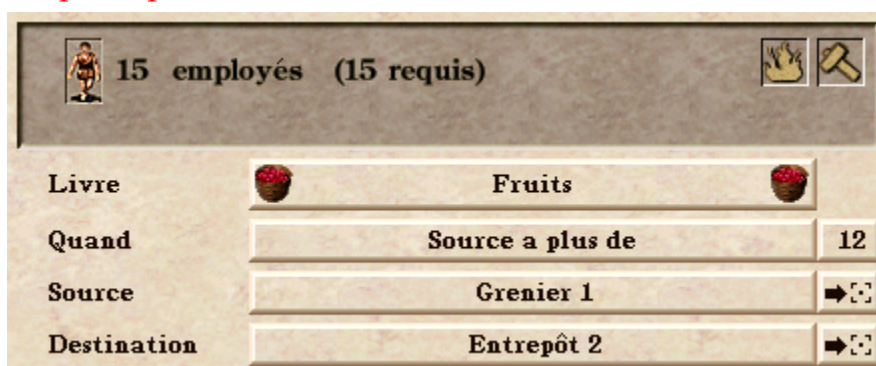 15 employés (15 requis)
Livre Fruits
Quand Source a plus de 12
Source Grenier 1
Destination Entrepôt 2